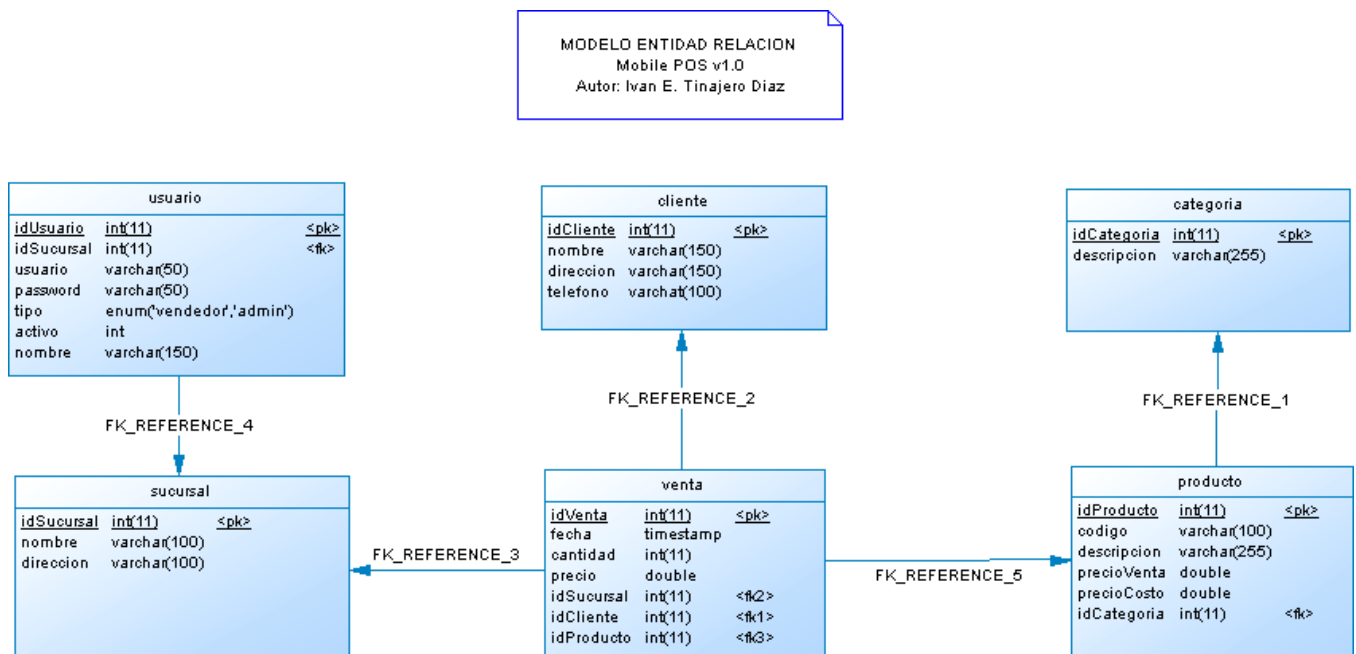 MODELO ENTIDAD RELACION
Mobile POS v1.0
Autor: Ivan E. Tinajero Diaz
usuario
idUsuario int(11) <pk>
idSucursal int(11) <fk>
usuario varchar(50)
password varchar(50)
tipo enum('vendedor','admin')
activo int
nombre varchar(150)
cliente
idCliente int(11) <pk>
nombre varchar(150)
direccion varchar(150)
telefono varchat(100)
categoria
idCategoria int(11) <pk>
descripcion varchar(255)
FK_REFERENCE_4
FK_REFERENCE_2
FK_REFERENCE_1
sucursal
idSucursal int(11) <pk>
nombre varchar(100)
direccion varchar(100)
FK_REFERENCE_3
venta
idVenta int(11) <pk>
fecha timestamp
cantidad int(11)
precio double
idSucursal int(11) <fk2>
idCliente int(11) <fk1>
idProducto int(11) <fk3>
FK_REFERENCE_5
producto
idProducto int(11) <pk>
codigo varchar(100)
descripcion varchar(255)
precioVenta double
precioCosto double
idCategoria int(11) <fk>